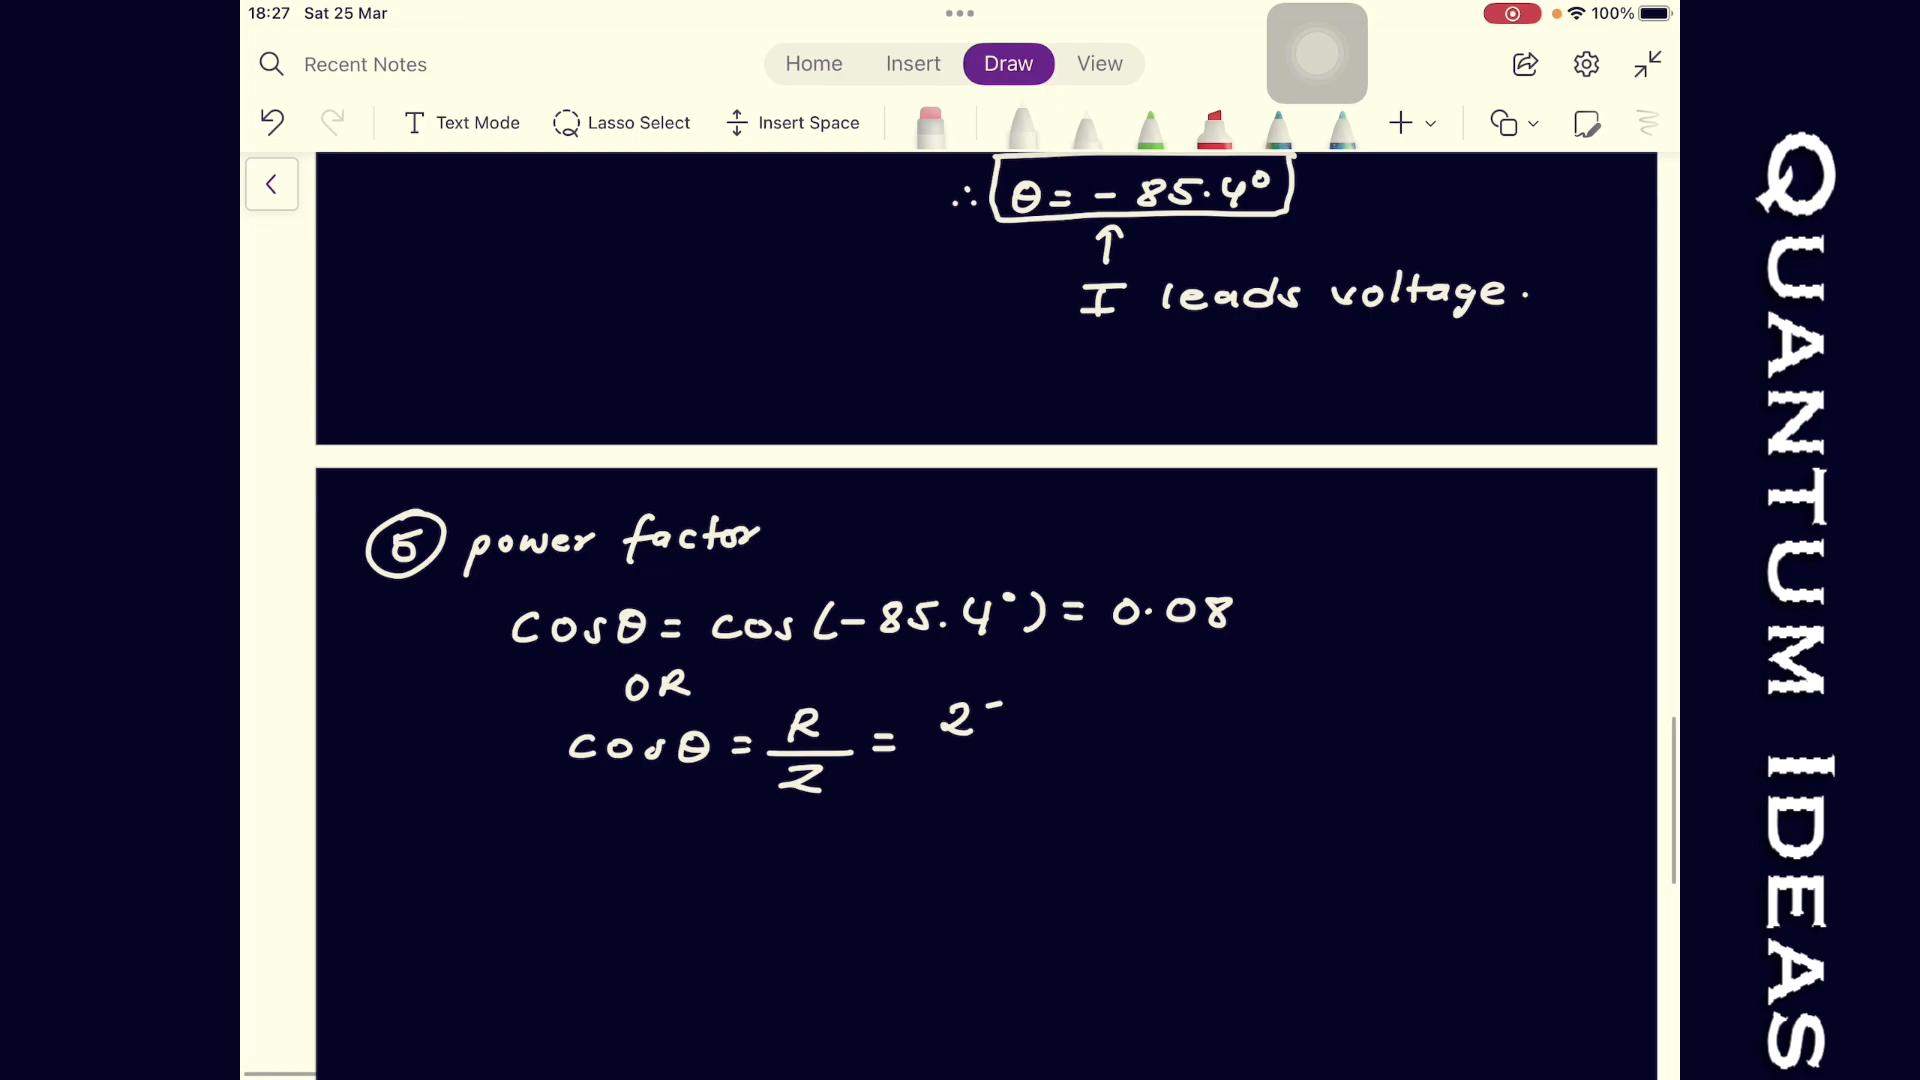 18:27 Sat 25 Mar
100%
Recent Notes
Home Insert Draw View
Text Mode Lasso Select Insert Space
∴ θ = - 85.4°
↑
I leads voltage.
⑤ power factor
cosθ = cos (-85.4°) = 0.08
OR
cosθ = R/Z = 2-
QUANTUM IDEAS